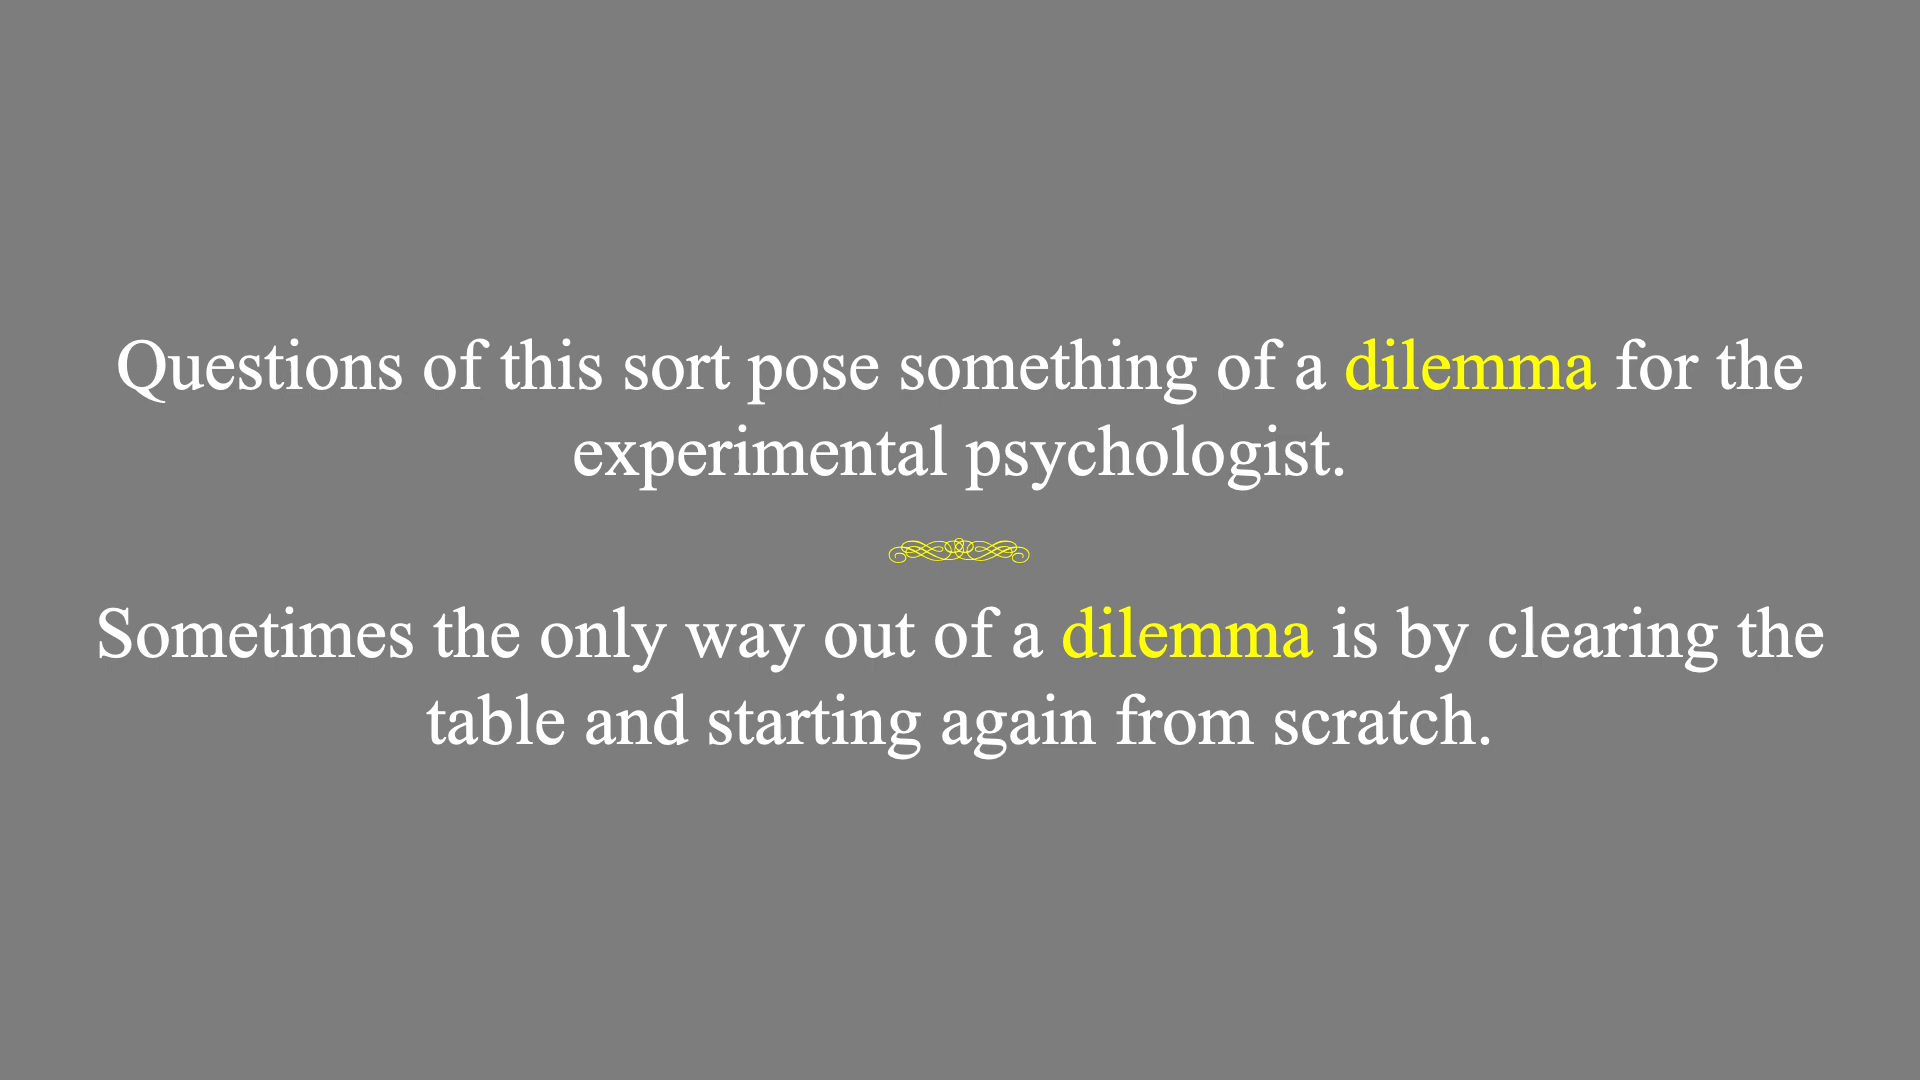 Questions of this sort pose something of a dilemma for the
experimental psychologist.
Sometimes the only way out of a dilemma is by clearing the
table and starting again from scratch.